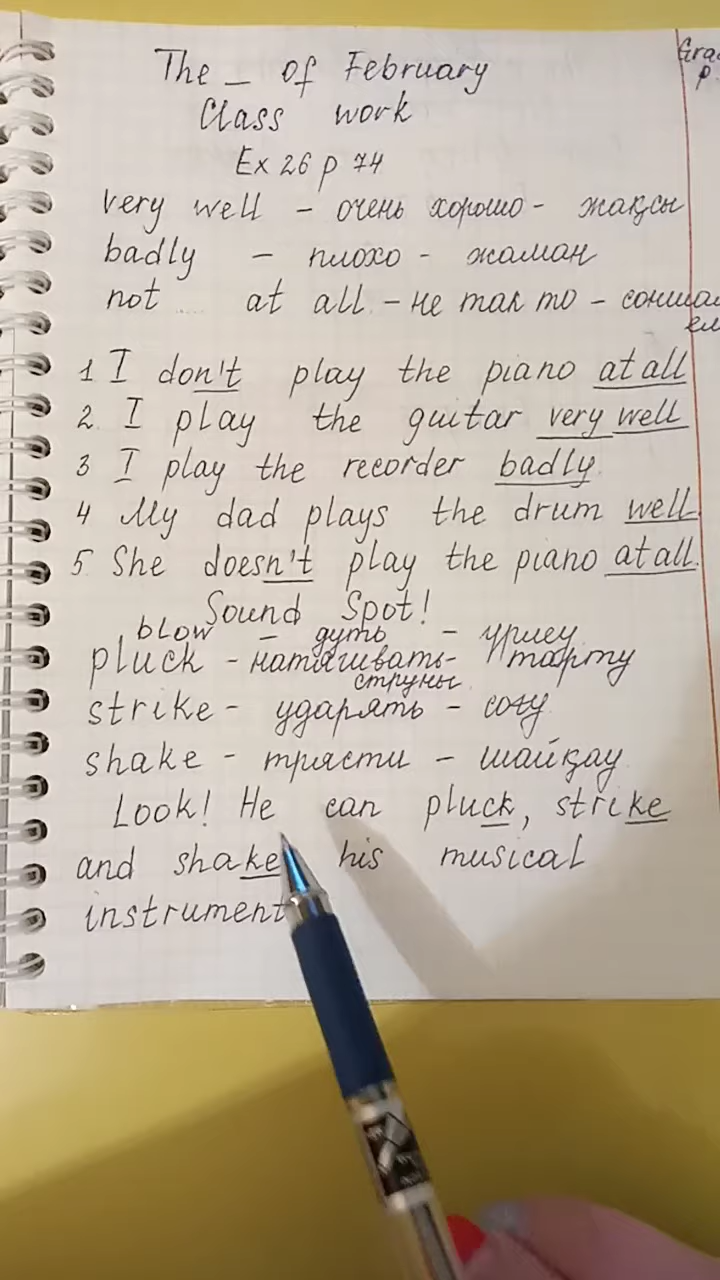 The _ of February
Class work
Ex 26 p 74
very well - очень хорошо - жақсы
badly - плохо - жаман
not ... at all - не так то -
1 I don't play the piano at all
2. I play the guitar very well
3 I play the recorder badly.
4 My dad plays the drum well.
5. She doesn't play the piano at all.
Sound Spot!
blow - дуть - үрлеу
pluck - натягивать - тарту
струны
strike - ударять - соғу
shake - трясти - шайқау
Look! He can pluck, strike
and shake his musical
instrument